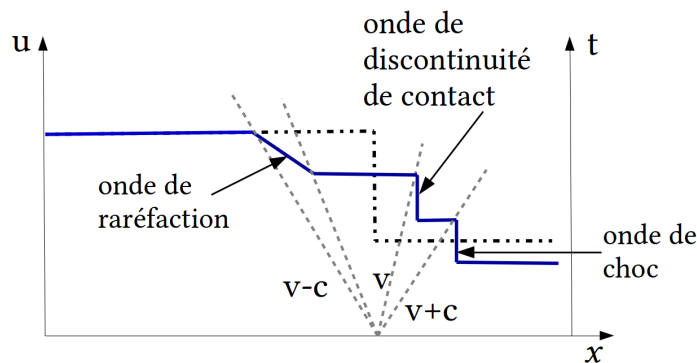 u
onde de
discontinuité
de contact
t
onde de
raréfaction
v-c
v
v+c
onde de
choc
x